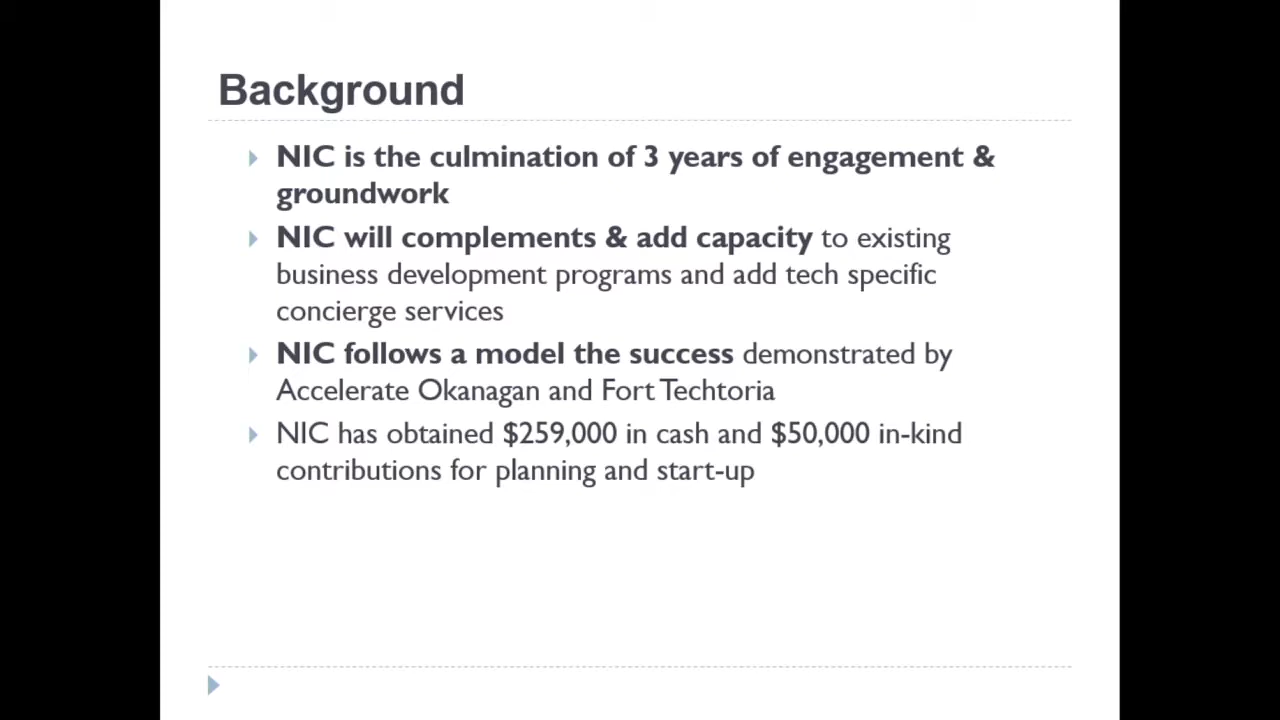 Background
NIC is the culmination of 3 years of engagement &
groundwork
NIC will complements & add capacity to existing
business development programs and add tech specific
concierge services
NIC follows a model the success demonstrated by
Accelerate Okanagan and Fort Techtoria
NIC has obtained $259,000 in cash and $50,000 in-kind
contributions for planning and start-up